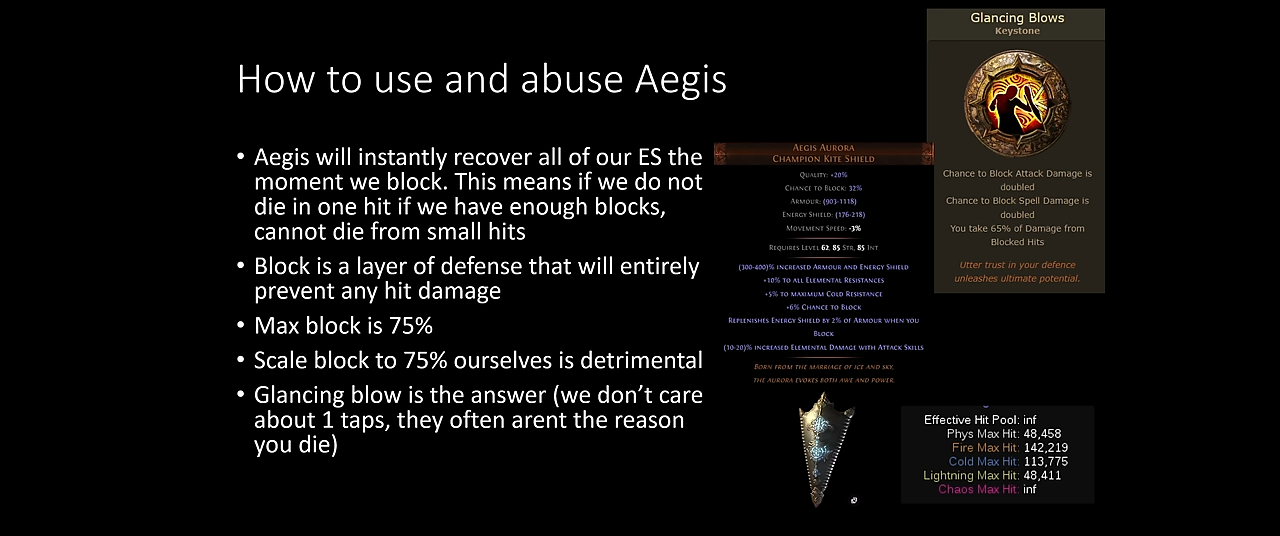 How to use and abuse Aegis
• Aegis will instantly recover all of our ES the
moment we block. This means if we do not
die in one hit if we have enough blocks,
cannot die from small hits
• Block is a layer of defense that will entirely
prevent any hit damage
• Max block is 75%
• Scale block to 75% ourselves is detrimental
• Glancing blow is the answer (we don’t care
about 1 taps, they often arent the reason
you die)
Aegis Aurora
Champion Kite Shield
Quality: +20%
Chance to Block: 32%
Armour: (903-1118)
Energy Shield: (176-218)
Movement Speed: -3%
Requires Level 62, 85 Str, 85 Int
(300-400)% increased Armour and Energy Shield
+10% to all Elemental Resistances
+5% to maximum Cold Resistance
+6% Chance to Block
Replenishes Energy Shield by 2% of Armour when you
Block
(10-20)% increased Elemental Damage with Attack Skills
Born from the marriage of ice and sky,
the aurora evokes both awe and power.
Glancing Blows
Keystone
Chance to Block Attack Damage is
doubled
Chance to Block Spell Damage is
doubled
You take 65% of Damage from
Blocked Hits
Utter trust in your defence
unleashes ultimate potential.
Effective Hit Pool: inf
Phys Max Hit: 48,458
Fire Max Hit: 142,219
Cold Max Hit: 113,775
Lightning Max Hit: 48,411
Chaos Max Hit: inf